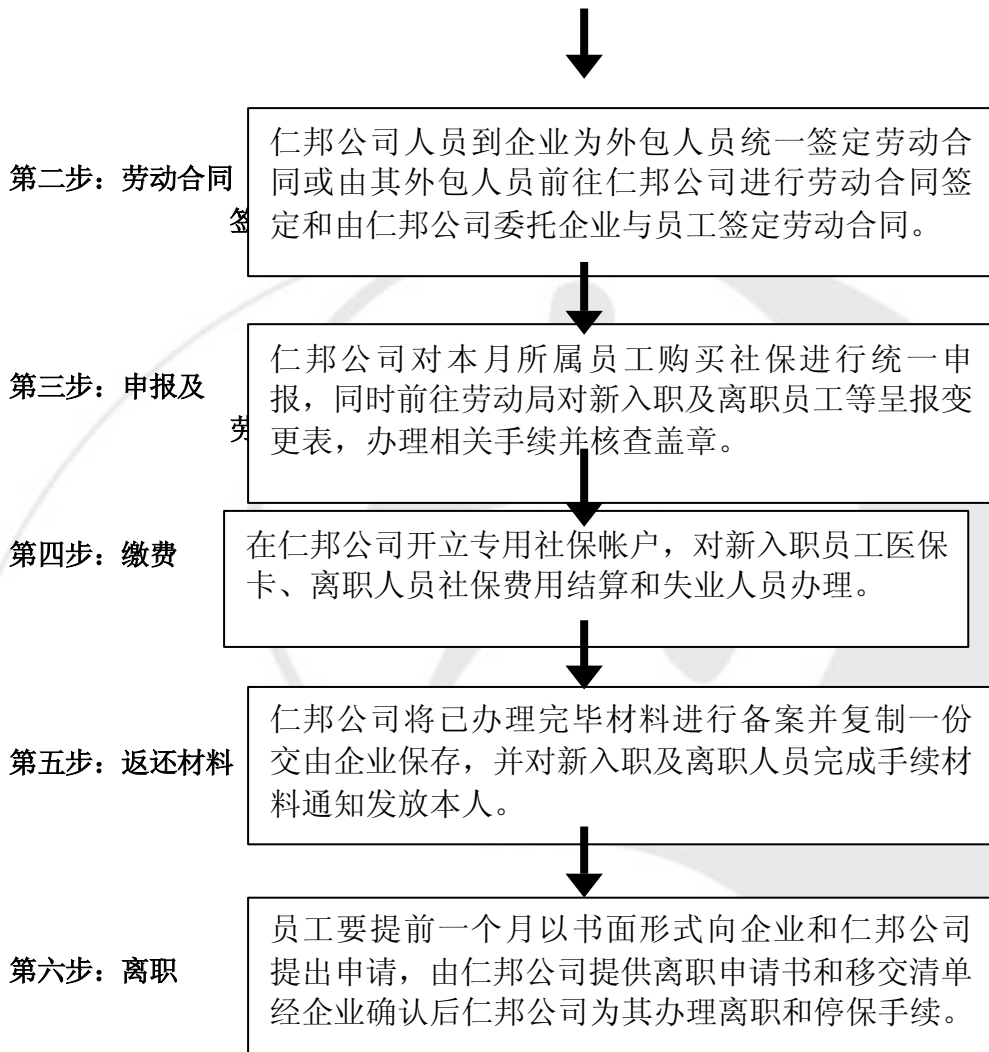 第二步：劳动合同
签
仁邦公司人员到企业为外包人员统一签定劳动合
同或由其外包人员前往仁邦公司进行劳动合同签
定和由仁邦公司委托企业与员工签定劳动合同。
第三步：申报及
仁邦公司对本月所属员工购买社保进行统一申
报，同时前往劳动局对新入职及离职员工等呈报变
更表，办理相关手续并核查盖章。
第四步：缴费
在仁邦公司开立专用社保帐户，对新入职员工医保
卡、离职人员社保费用结算和失业人员办理。
第五步：返还材料
仁邦公司将已办理完毕材料进行备案并复制一份
交由企业保存，并对新入职及离职人员完成手续材
料通知发放本人。
第六步：离职
员工要提前一个月以书面形式向企业和仁邦公司
提出申请，由仁邦公司提供离职申请书和移交清单
经企业确认后仁邦公司为其办理离职和停保手续。